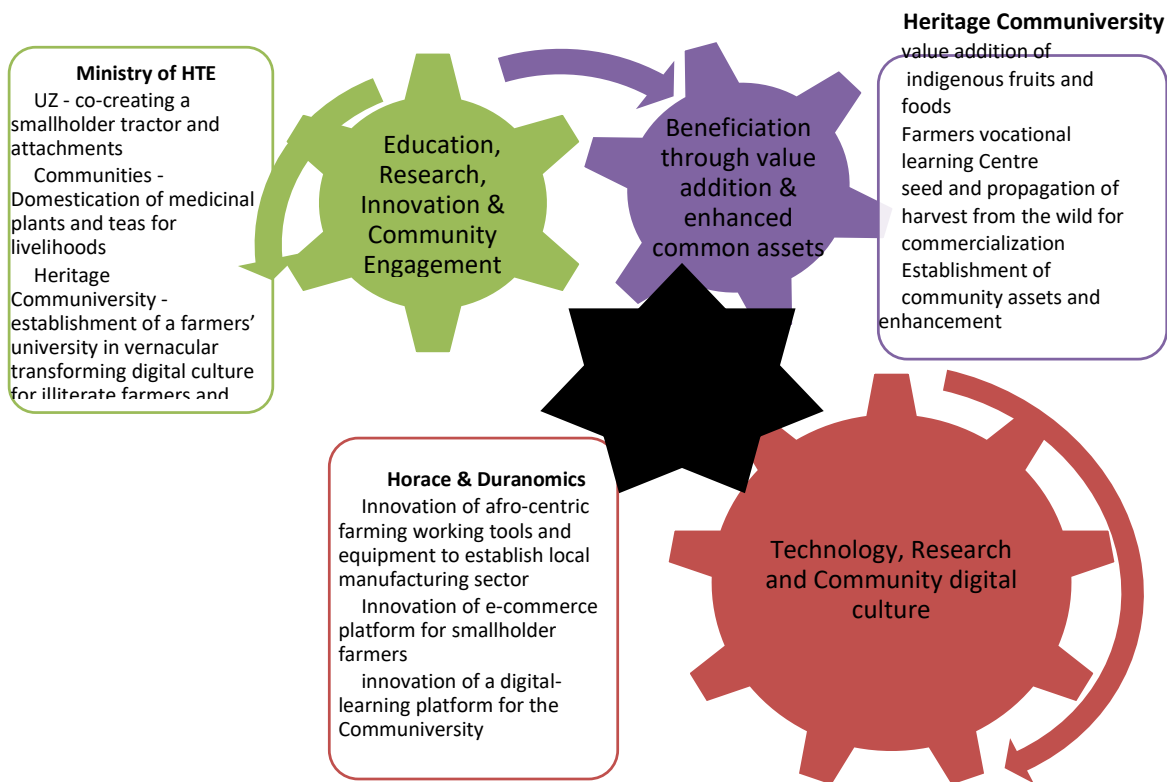 Ministry of HTE
UZ - co-creating a
smallholder tractor and
attachments
Communities -
Domestication of medicinal
plants and teas for
livelihoods
Heritage
Communiversity -
establishment of a farmers'
university in vernacular
transforming digital culture
for illiterate farmers and
Education,
Research,
Innovation &
Community
Engagement
Beneficiation
through value
addition &
enhanced
common assets
Heritage Communiversity
value addition of
indigenous fruits and
foods
Farmers vocational
learning Centre
seed and propagation of
harvest from the wild for
commercialization
Establishment of
community assets and
enhancement
Horace & Duranomics
Innovation of afro-centric
farming working tools and
equipment to establish local
manufacturing sector
Innovation of e-commerce
platform for smallholder
farmers
innovation of a digital-
learning platform for the
Communiversity
Technology, Research
and Community digital
culture